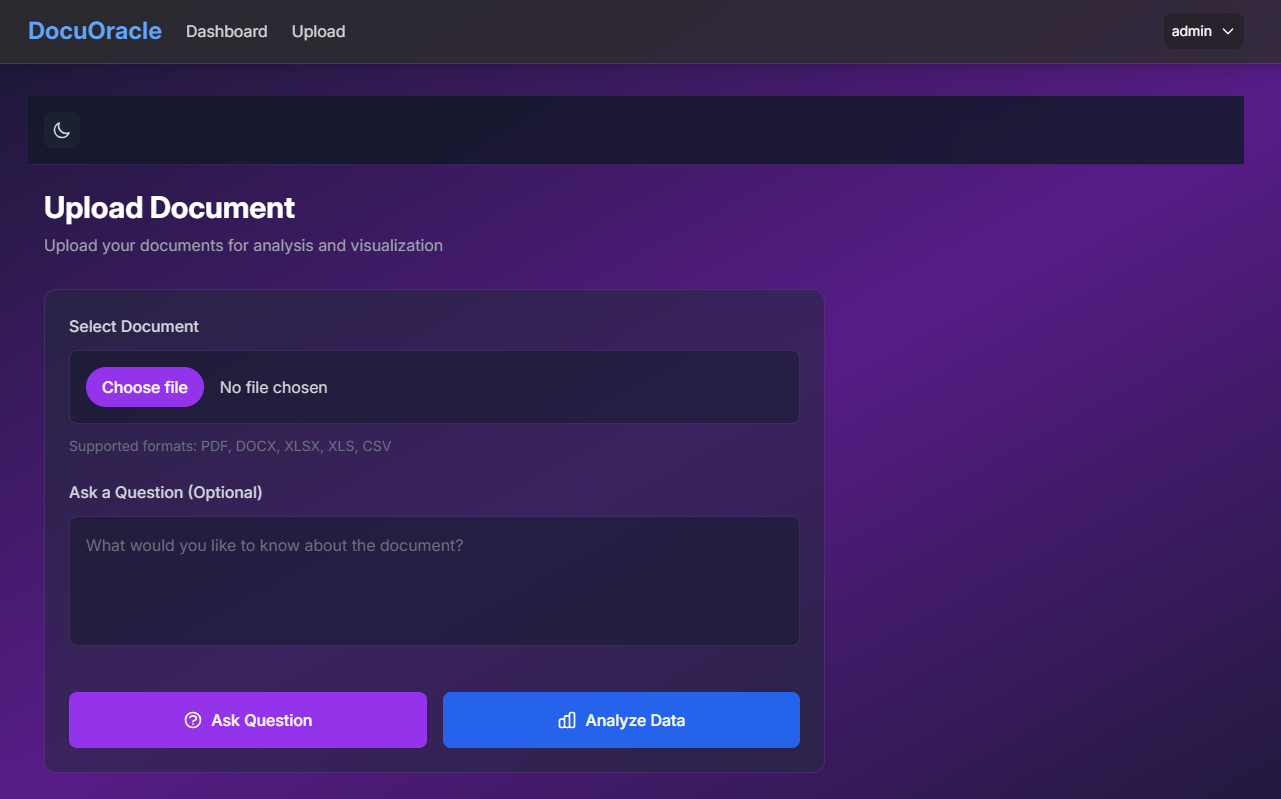 DocuOracle Dashboard Upload admin
Upload Document
Upload your documents for analysis and visualization
Select Document
Choose file No file chosen
Supported formats: PDF, DOCX, XLSX, XLS, CSV
Ask a Question (Optional)
What would you like to know about the document?
Ask Question Analyze Data